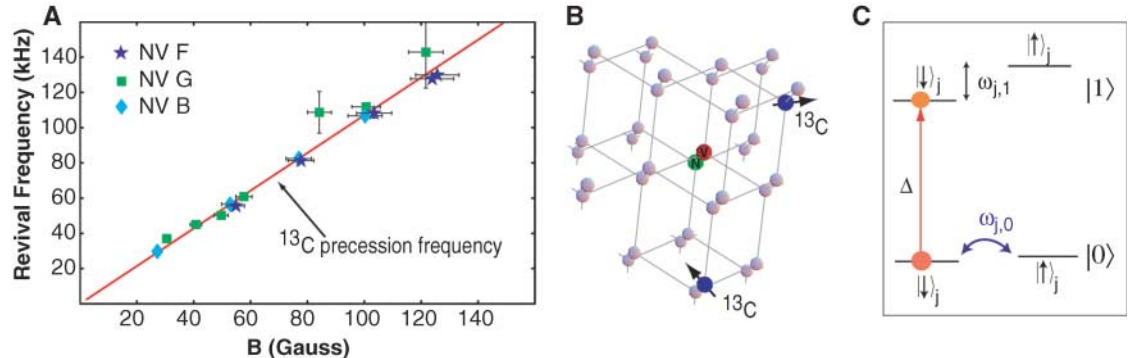 A
Revival Frequency (kHz)
140
120
100
80
60
40
20
NV F
NV G
NV B
¹³C precession frequency
20 40 60 80 100 120 140
B (Gauss)
B
¹³C
V
N
¹³C
C
|↑⟩j
|↓⟩j
ωj,1
|1⟩
Δ
ωj,0
|0⟩
|↓⟩j
|↑⟩j